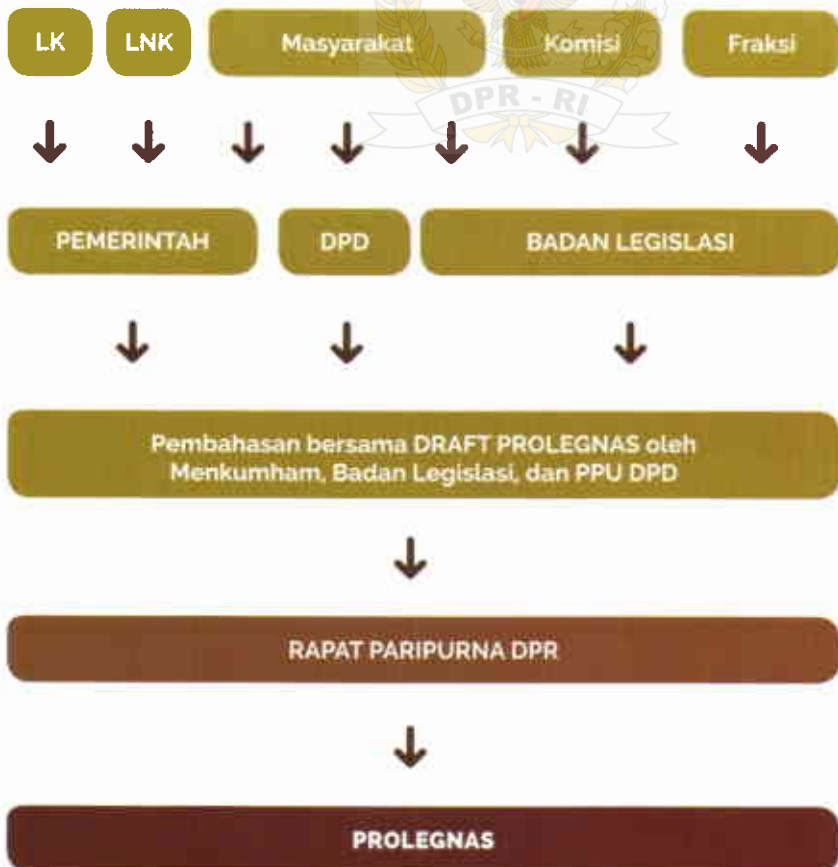 LK
LNK
Masyarakat
Komisi
Fraksi
DPR - RI
PEMERINTAH
DPD
BADAN LEGISLASI
Pembahasan bersama DRAFT PROLEGNAS oleh
Menkumham, Badan Legislasi, dan PPU DPD
RAPAT PARIPURNA DPR
PROLEGNAS